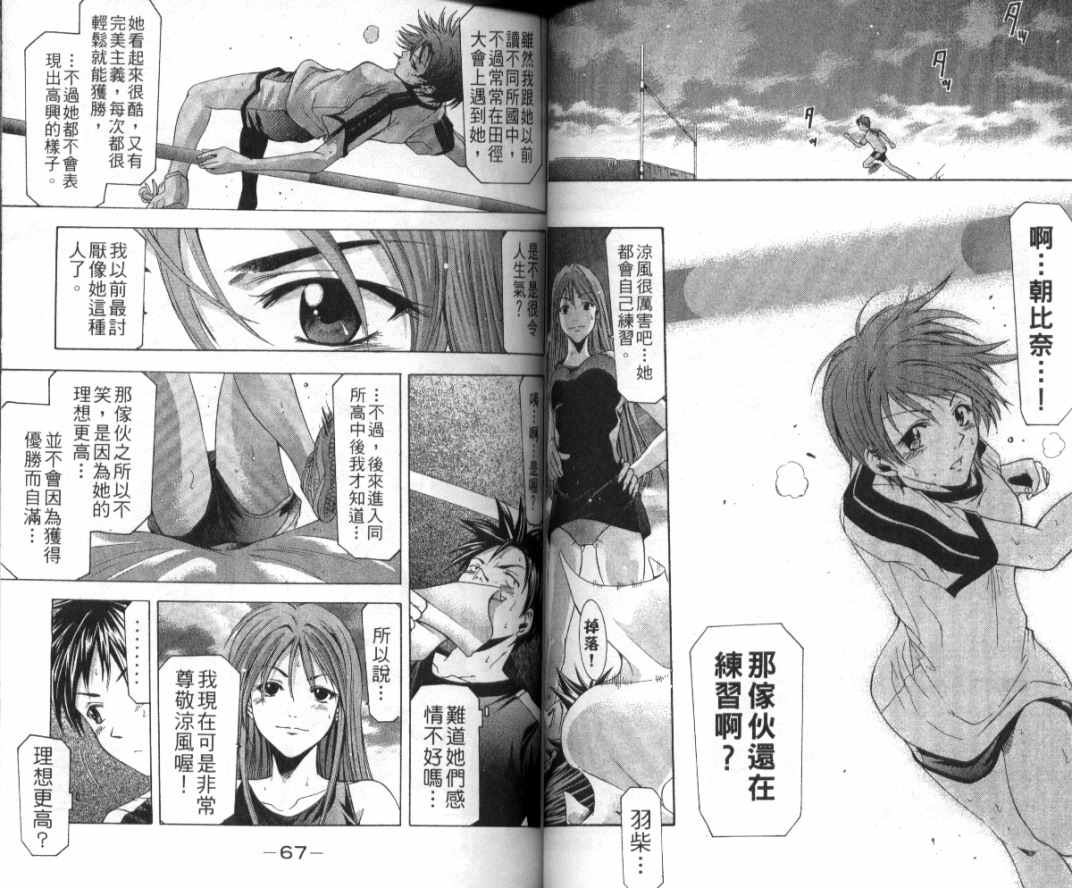 タッ
タッ
タッ
啊…朝比奈…！
那傢伙還在
練習啊？
涼風很厲害吧…她
都會自己練習。
掉落！
羽柴…
雖然我跟她以前
讀不同所國中，
不過常常在田徑
大會上遇到她，
她看起來很酷，又有
完美主義，每次都很
輕鬆就能獲勝，
…不過她都不會表
現出高興的樣子。
是不是很令
人生氣？
我以前最討
厭像她這種
人了。
…不過，後來進入同
所高中後我才知道…
那傢伙之所以不
笑，是因為她的
理想更高…
並不會因為獲得
優勝而自滿…
難道她們感
情不好嗎…
所以說…
我現在可是非常
尊敬涼風喔！
………
理想更高？
—67—